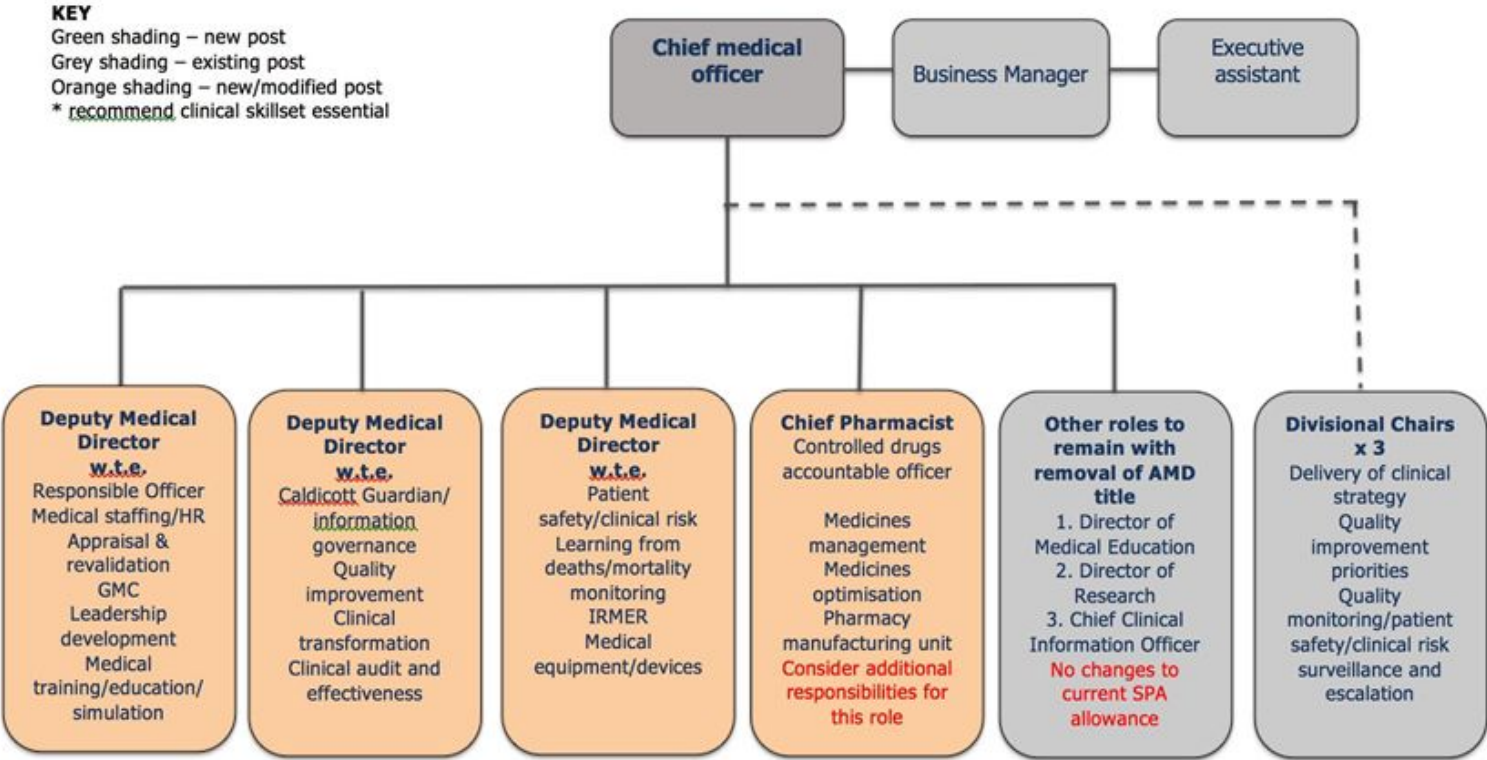 KEY
Green shading – new post
Grey shading – existing post
Orange shading – new/modified post
* recommend clinical skillset essential
Chief medical
officer
Business Manager
Executive
assistant
Deputy Medical
Director
w.t.e.
Responsible Officer
Medical staffing/HR
Appraisal &
revalidation
GMC
Leadership
development
Medical
training/education/
simulation
Deputy Medical
Director
w.t.e.
Caldicott Guardian/
information
governance
Quality
improvement
Clinical
transformation
Clinical audit and
effectiveness
Deputy Medical
Director
w.t.e.
Patient
safety/clinical risk
Learning from
deaths/mortality
monitoring
IRMER
Medical
equipment/devices
Chief Pharmacist
Controlled drugs
accountable officer
Medicines
management
Medicines
optimisation
Pharmacy
manufacturing unit
Consider additional
responsibilities for
this role
Other roles to
remain with
removal of AMD
title
1. Director of
Medical Education
2. Director of
Research
3. Chief Clinical
Information Officer
No changes to
current SPA
allowance
Divisional Chairs
x 3
Delivery of clinical
strategy
Quality
improvement
priorities
Quality
monitoring/patient
safety/clinical risk
surveillance and
escalation